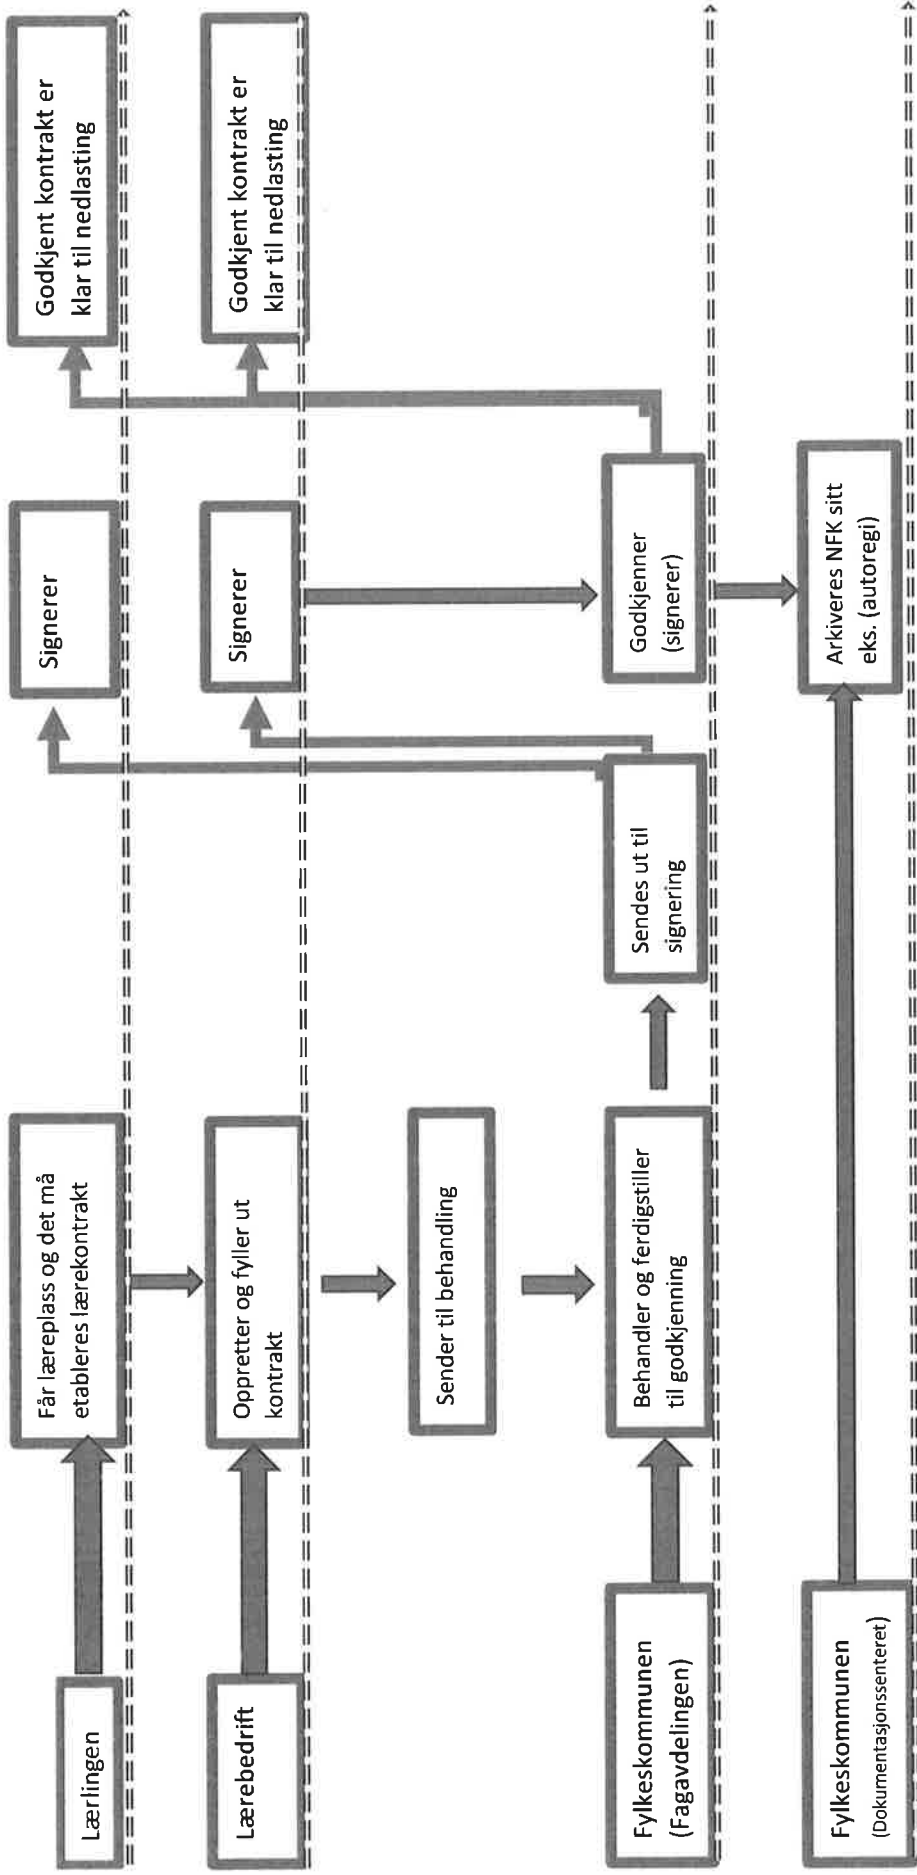 Lærlingen
Får læreplass og det må
etableres lærekontrakt
Signerer
Godkjent kontrakt er
klar til nedlasting
Lærebedrift
Oppretter og fyller ut
kontrakt
Signerer
Godkjent kontrakt er
klar til nedlasting
Sender til behandling
Fylkeskommunen
(Fagavdelingen)
Behandler og ferdigstiller
til godkjenning
Sendes ut til
signering
Godkjenner
(signerer)
Fylkeskommunen
(Dokumentasjonssenteret)
Arkiveres NFK sitt
eks. (autoregi)